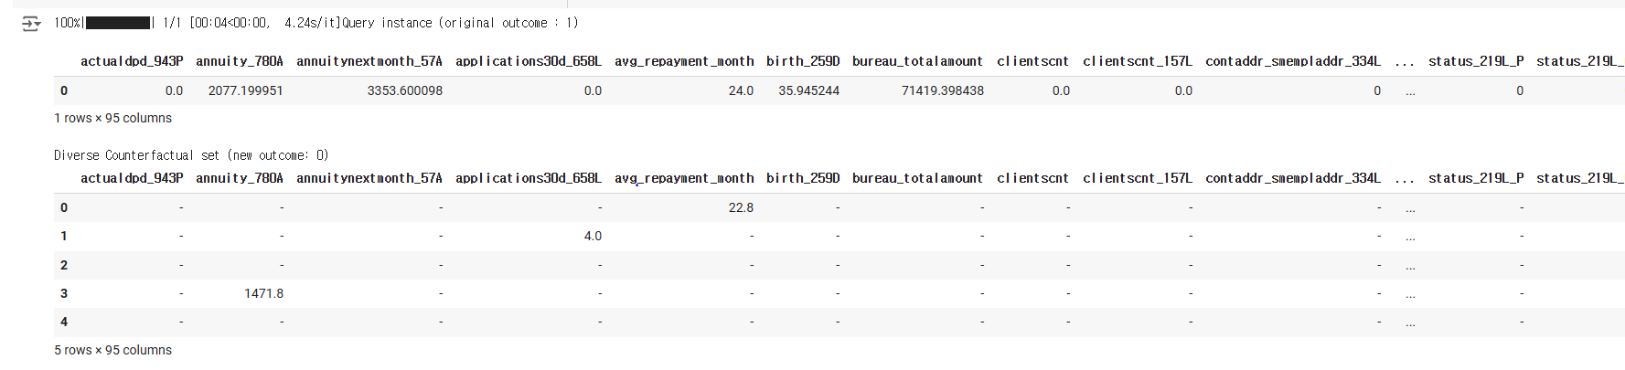 100%| | 1/1 [00:04<00:00, 4.24s/it]Query instance (original outcome : 1)
actualdpd_943P annuity_780A annuitynextmonth_57A applications30d_658L avg_repayment_month birth_259D bureau_totalamount clientscnt clientscnt_157L contaddr_smempladdr_334L ... status_219L_P status_219L_
0 0.0 2077.199951 3353.600098 0.0 24.0 35.945244 71419.398438 0.0 0.0 0 ... 0
1 rows × 95 columns
Diverse Counterfactual set (new outcome: 0)
actualdpd_943P annuity_780A annuitynextmonth_57A applications30d_658L avg_repayment_month birth_259D bureau_totalamount clientscnt clientscnt_157L contaddr_smempladdr_334L ... status_219L_P status_219L_
0 - - - - 22.8 - - - - - ... -
1 - - - 4.0 - - - - - - ... -
2 - - - - - - - - - - ... -
3 - 1471.8 - - - - - - - - ... -
4 - - - - - - - - - - ... -
5 rows × 95 columns